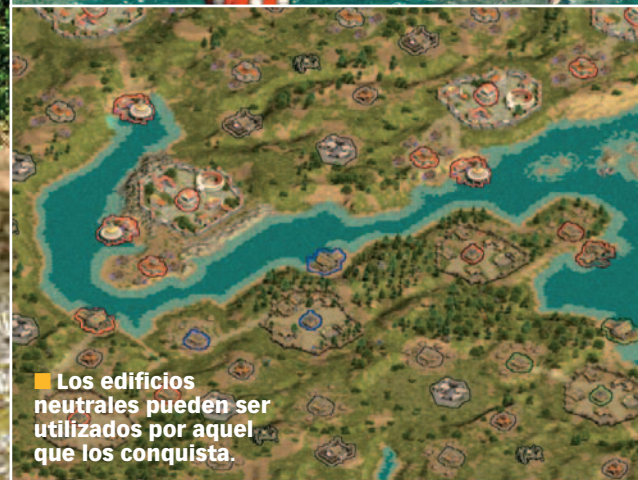 Los edificios
neutrales pueden ser
utilizados por aquel
que los conquista.